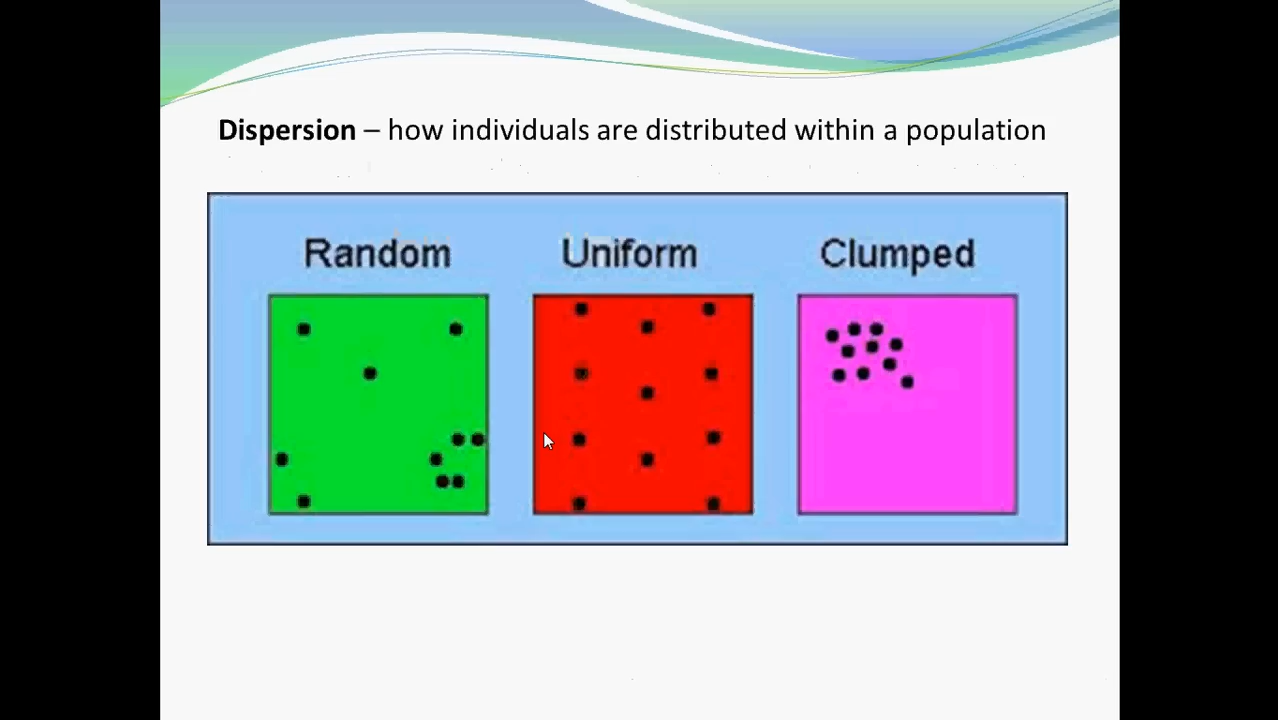 Dispersion – how individuals are distributed within a population
Random Uniform Clumped